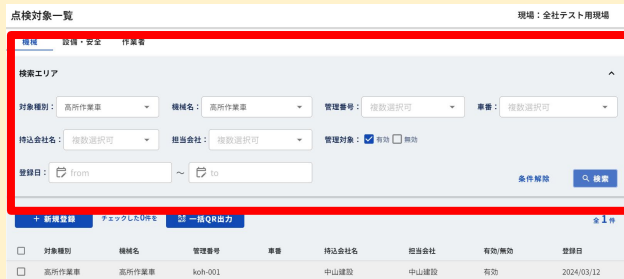 点検対象一覧 現場：全社テスト用現場
機械 設備・安全 作業者
検索エリア
対象種別： 高所作業車 機械名： 高所作業車 管理番号： 複数選択可 車番： 複数選択可
持込会社名： 複数選択可 担当会社： 複数選択可 管理対象： 有効 無効
登録日： from ～ to 条件解除 検索
+ 新規登録 チェックした0件を 一括QR出力 全1件
対象種別 機械名 管理番号 車番 持込会社名 担当会社 有効/無効 登録日
高所作業車 高所作業車 koh-001 中山建設 中山建設 有効 2024/03/12